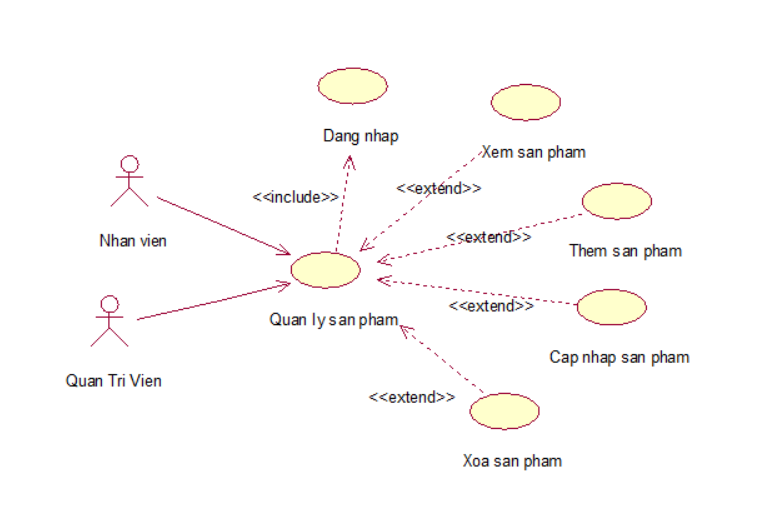 Dang nhap
Xem san pham
<<include>>
<<extend>>
Nhan vien
<<extend>>
Them san pham
<<extend>>
Quan ly san pham
Cap nhap san pham
Quan Tri Vien
<<extend>>
Xoa san pham